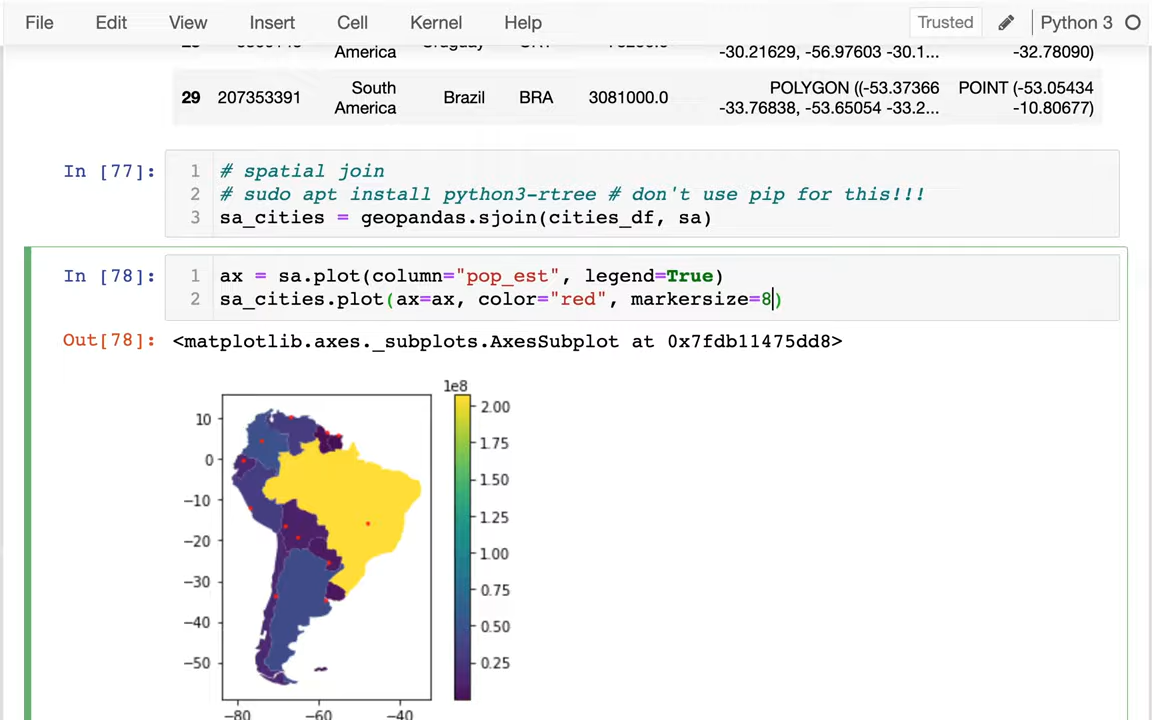 File Edit View Insert Cell Kernel Help Trusted Python 3
America -30.21629, -56.97603 -30.1... -32.78090)
29 207353391 South America Brazil BRA 3081000.0 POLYGON ((-53.37366 -33.76838, -53.65054 -33.2... POINT (-53.05434 -10.80677)
In [77]:
1 # spatial join
2 # sudo apt install python3-rtree # don't use pip for this!!!
3 sa_cities = geopandas.sjoin(cities_df, sa)
In [78]:
1 ax = sa.plot(column="pop_est", legend=True)
2 sa_cities.plot(ax=ax, color="red", markersize=8)
Out[78]: <matplotlib.axes._subplots.AxesSubplot at 0x7fdb11475dd8>
1e8
10
0
−10
−20
−30
−40
−50
2.00
1.75
1.50
1.25
1.00
0.75
0.50
0.25
−80 −60 −40